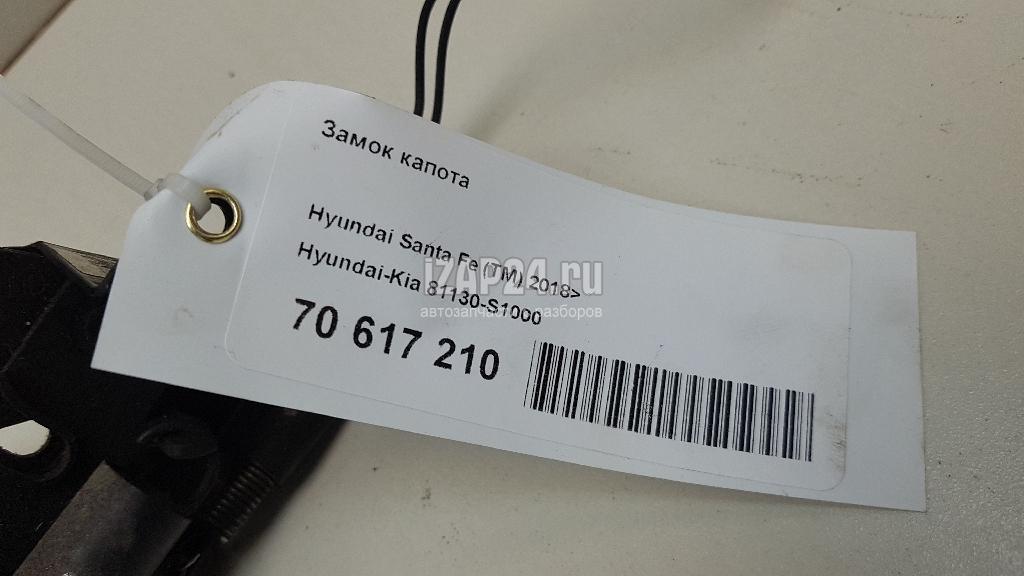 Замок капота
Hyundai Santa Fe (TM) 2018>
Hyundai-Kia 81130-S1000
70 617 210
iZAP24.ru
автозапчасти разборов